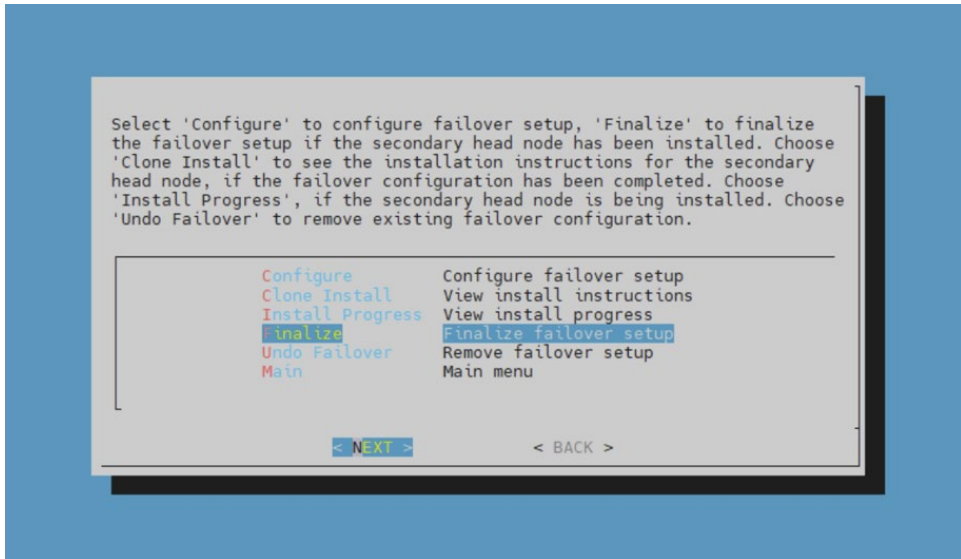 Select 'Configure' to configure failover setup, 'Finalize' to finalize
the failover setup if the secondary head node has been installed. Choose
'Clone Install' to see the installation instructions for the secondary
head node, if the failover configuration has been completed. Choose
'Install Progress', if the secondary head node is being installed. Choose
'Undo Failover' to remove existing failover configuration.
Configure Configure failover setup
Clone Install View install instructions
Install Progress View install progress
Finalize Finalize failover setup
Undo Failover Remove failover setup
Main Main menu
< NEXT > < BACK >